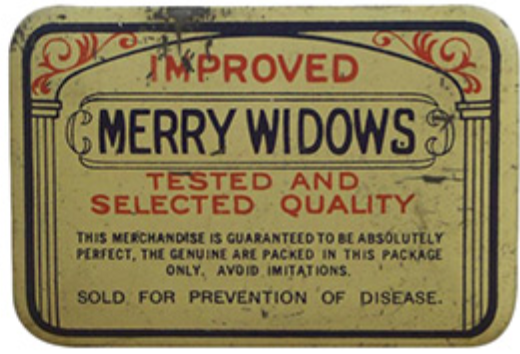 IMPROVED
MERRY WIDOWS
TESTED AND
SELECTED QUALITY
THIS MERCHANDISE IS GUARANTEED TO BE ABSOLUTELY
PERFECT, THE GENUINE ARE PACKED IN THIS PACKAGE
ONLY. AVOID IMITATIONS.
SOLD FOR PREVENTION OF DISEASE.